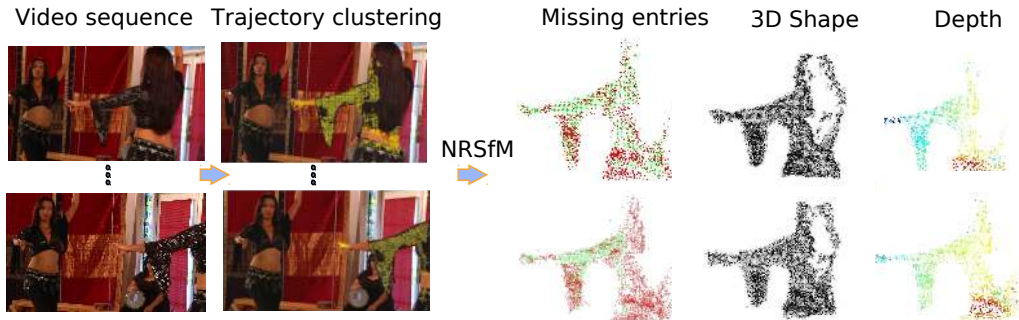 Video sequence
Trajectory clustering
Missing entries
3D Shape
Depth
NRSfM